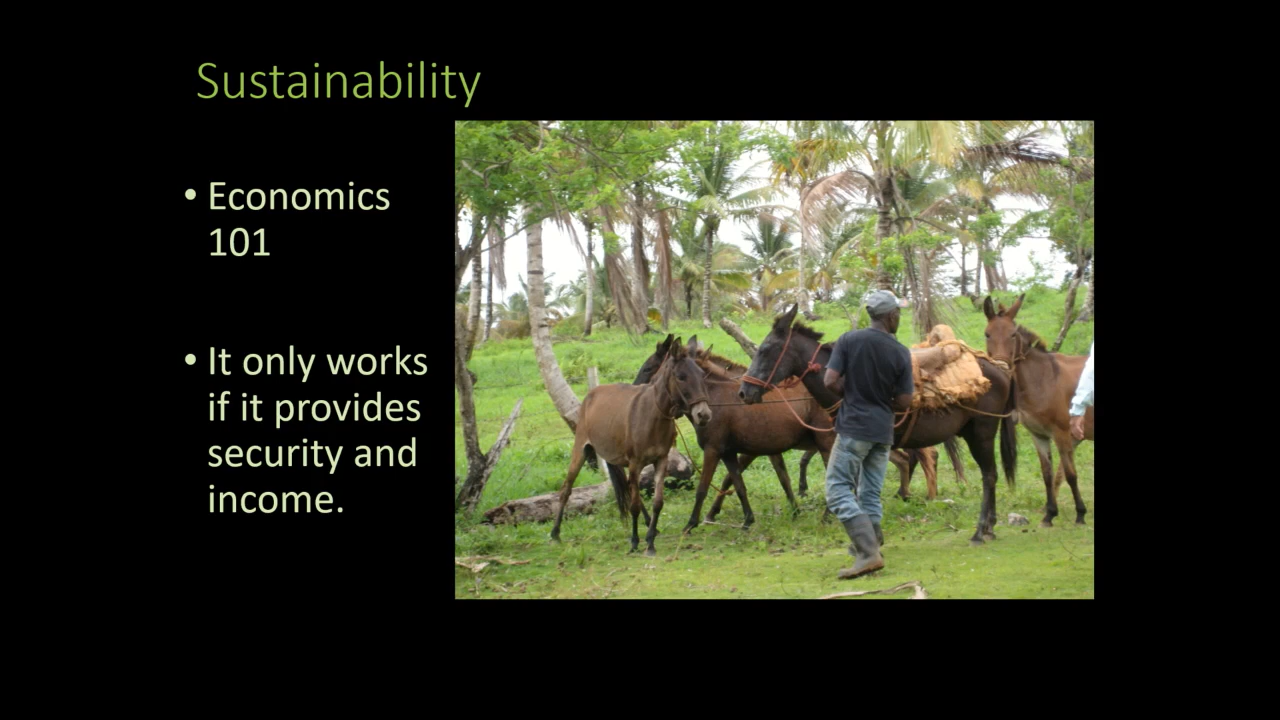 Sustainability
• Economics
101
• It only works
if it provides
security and
income.